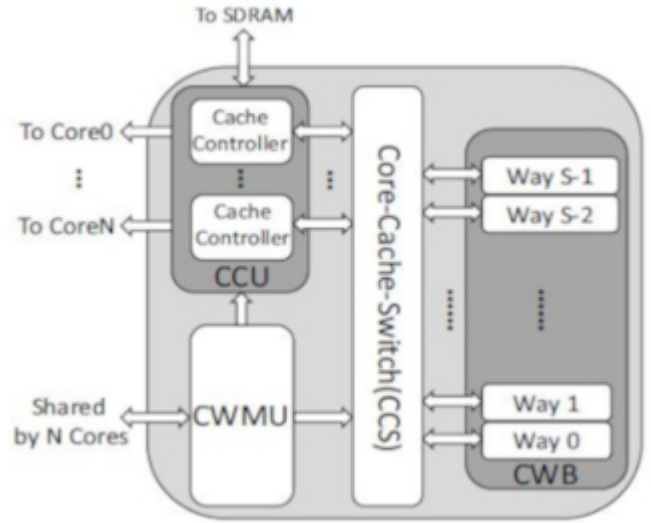 To SDRAM
To Core0
To CoreN
Cache
Controller
Cache
Controller
CCU
Shared
by N Cores
CWMU
Core-Cache-Switch(CCS)
Way S-1
Way S-2
Way 1
Way 0
CWB